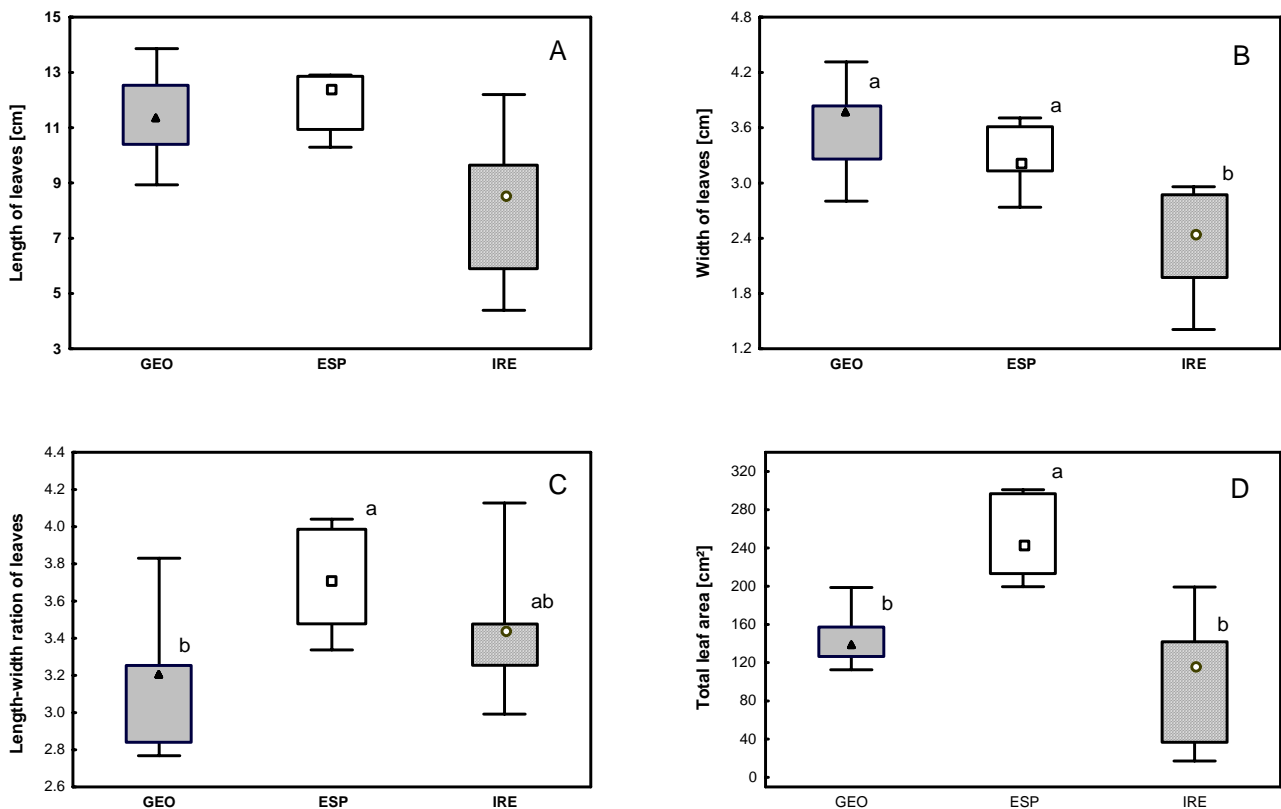 A
Length of leaves [cm]
15
13
11
9
7
5
3
GEO ESP IRE
B
Width of leaves [cm]
4.8
4.2
3.6
3.0
2.4
1.8
1.2
a
a
b
GEO ESP IRE
C
Length-width ration of leaves
4.4
4.2
4.0
3.8
3.6
3.4
3.2
3.0
2.8
2.6
b
a
ab
GEO ESP IRE
D
Total leaf area [cm²]
320
280
240
200
160
120
80
40
0
b
a
b
GEO ESP IRE